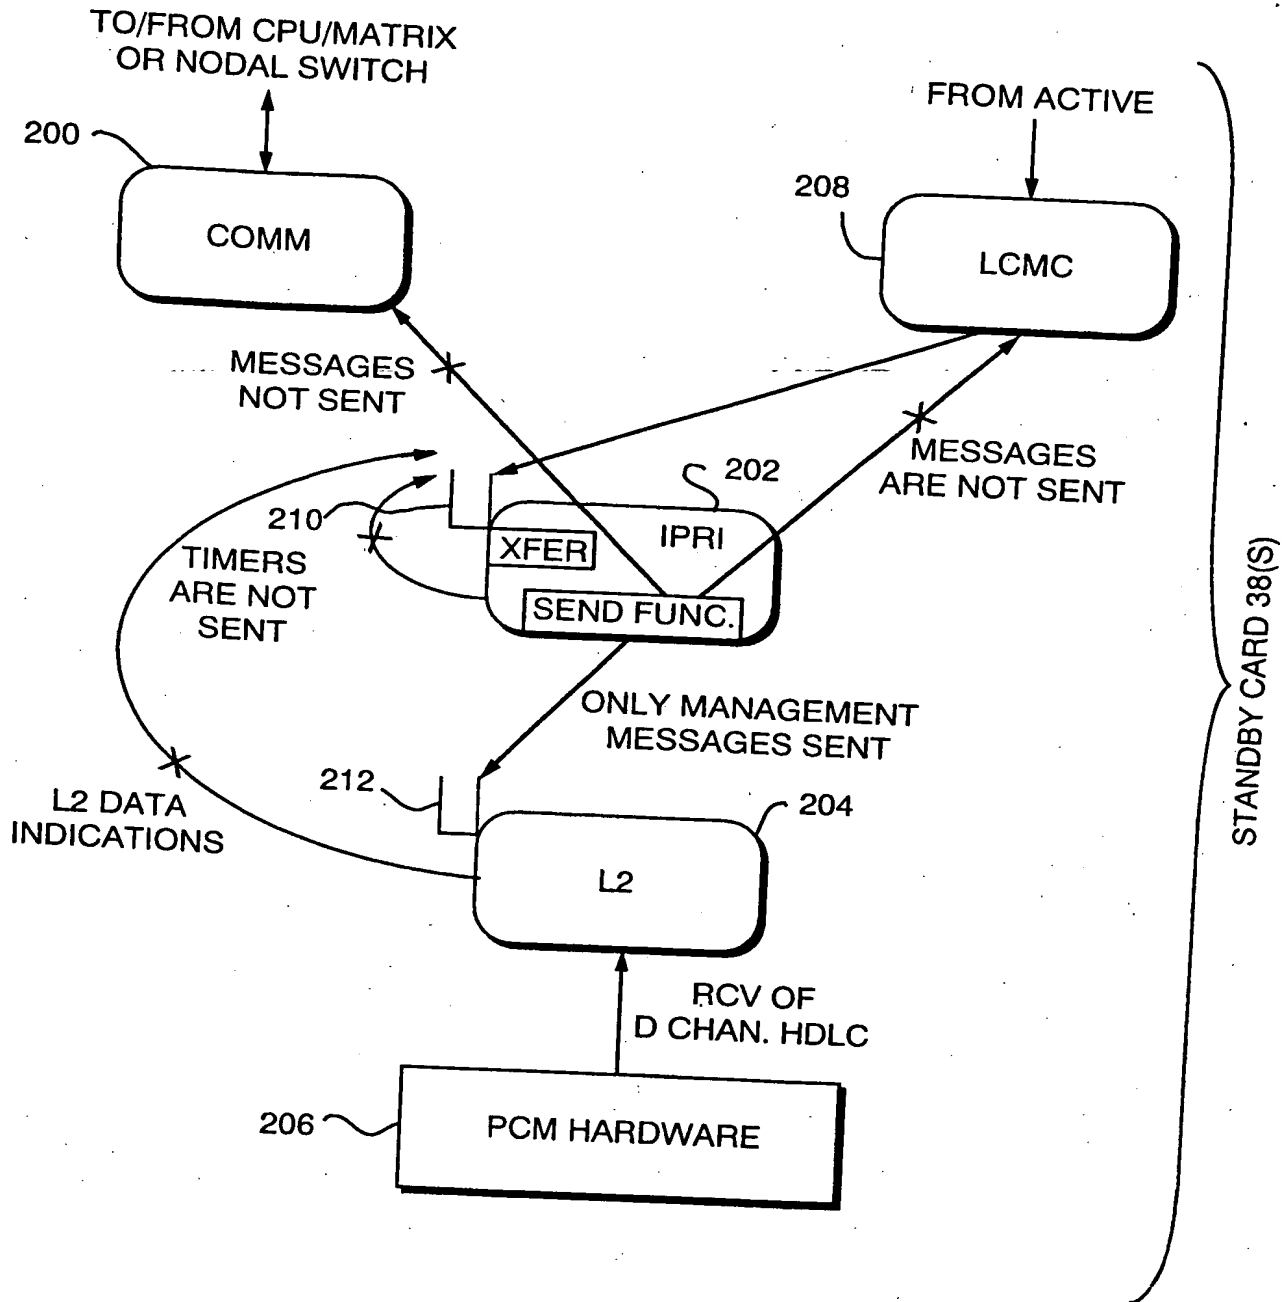 TO/FROM CPU/MATRIX
OR NODAL SWITCH
FROM ACTIVE
200
208
COMM
LCMC
MESSAGES
NOT SENT
MESSAGES
ARE NOT SENT
202
210
IPRI
XFER
TIMERS
ARE NOT
SENT
SEND FUNC.
STANDBY CARD 38(S)
ONLY MANAGEMENT
MESSAGES SENT
212
204
L2 DATA
INDICATIONS
L2
RCV OF
D CHAN. HDLC
206
PCM HARDWARE